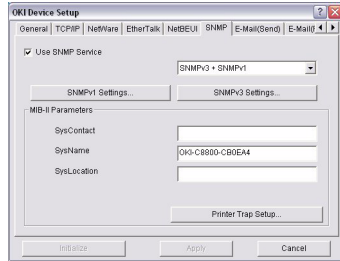 OKI Device Setup
General TCP/IP NetWare EtherTalk NetBEUI SNMP E-Mail(Send) E-Mail(
Use SNMP Service
SNMPv3 + SNMPv1
SNMPv1 Settings... SNMPv3 Settings...
MIB-II Parameters
SysContact
SysName OKI-C8800-CB0EA4
SysLocation
Printer Trap Setup...
Initialize Apply Cancel